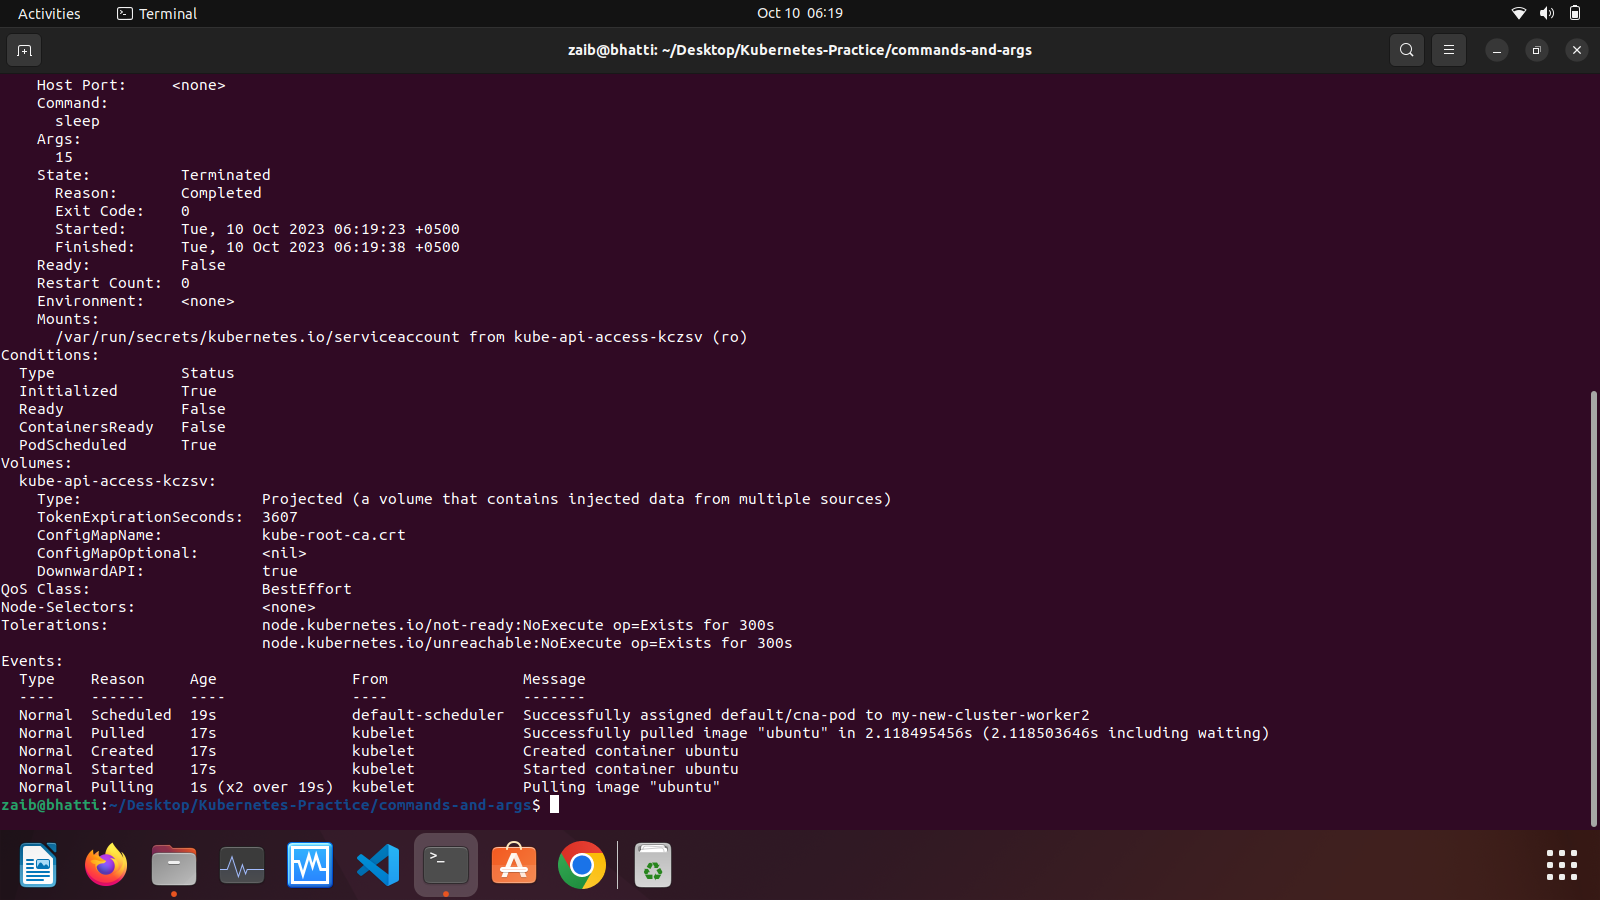 Activities Terminal Oct 10 06:19
zaib@bhatti: ~/Desktop/Kubernetes-Practice/commands-and-args
Host Port: <none>
Command:
sleep
Args:
15
State: Terminated
Reason: Completed
Exit Code: 0
Started: Tue, 10 Oct 2023 06:19:23 +0500
Finished: Tue, 10 Oct 2023 06:19:38 +0500
Ready: False
Restart Count: 0
Environment: <none>
Mounts:
/var/run/secrets/kubernetes.io/serviceaccount from kube-api-access-kczsv (ro)
Conditions:
Type Status
Initialized True
Ready False
ContainersReady False
PodScheduled True
Volumes:
kube-api-access-kczsv:
Type: Projected (a volume that contains injected data from multiple sources)
TokenExpirationSeconds: 3607
ConfigMapName: kube-root-ca.crt
ConfigMapOptional: <nil>
DownwardAPI: true
QoS Class: BestEffort
Node-Selectors: <none>
Tolerations: node.kubernetes.io/not-ready:NoExecute op=Exists for 300s
node.kubernetes.io/unreachable:NoExecute op=Exists for 300s
Events:
Type Reason Age From Message
---- ------ ---- ---- -------
Normal Scheduled 19s default-scheduler Successfully assigned default/cna-pod to my-new-cluster-worker2
Normal Pulled 17s kubelet Successfully pulled image "ubuntu" in 2.118495456s (2.118503646s including waiting)
Normal Created 17s kubelet Created container ubuntu
Normal Started 17s kubelet Started container ubuntu
Normal Pulling 1s (x2 over 19s) kubelet Pulling image "ubuntu"
zaib@bhatti:~/Desktop/Kubernetes-Practice/commands-and-args$